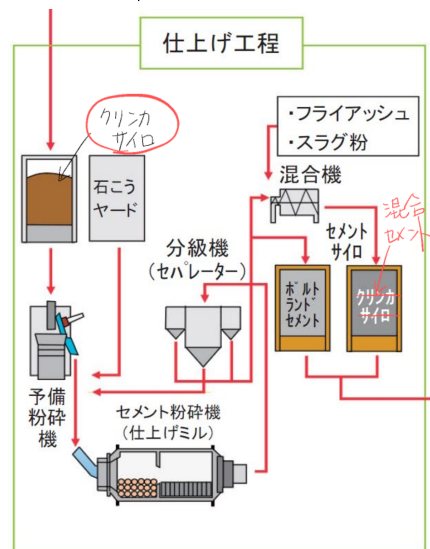 仕上げ工程
クリンカ
サイロ
石こう
ヤード
・フライアッシュ
・スラグ粉
混合機
混合
セメント
分級機
(セパレーター)
セメント
サイロ
ポルト
ランド
セメント
クリンカ
サイロ
予備
粉砕
機
セメント粉砕機
(仕上げミル)